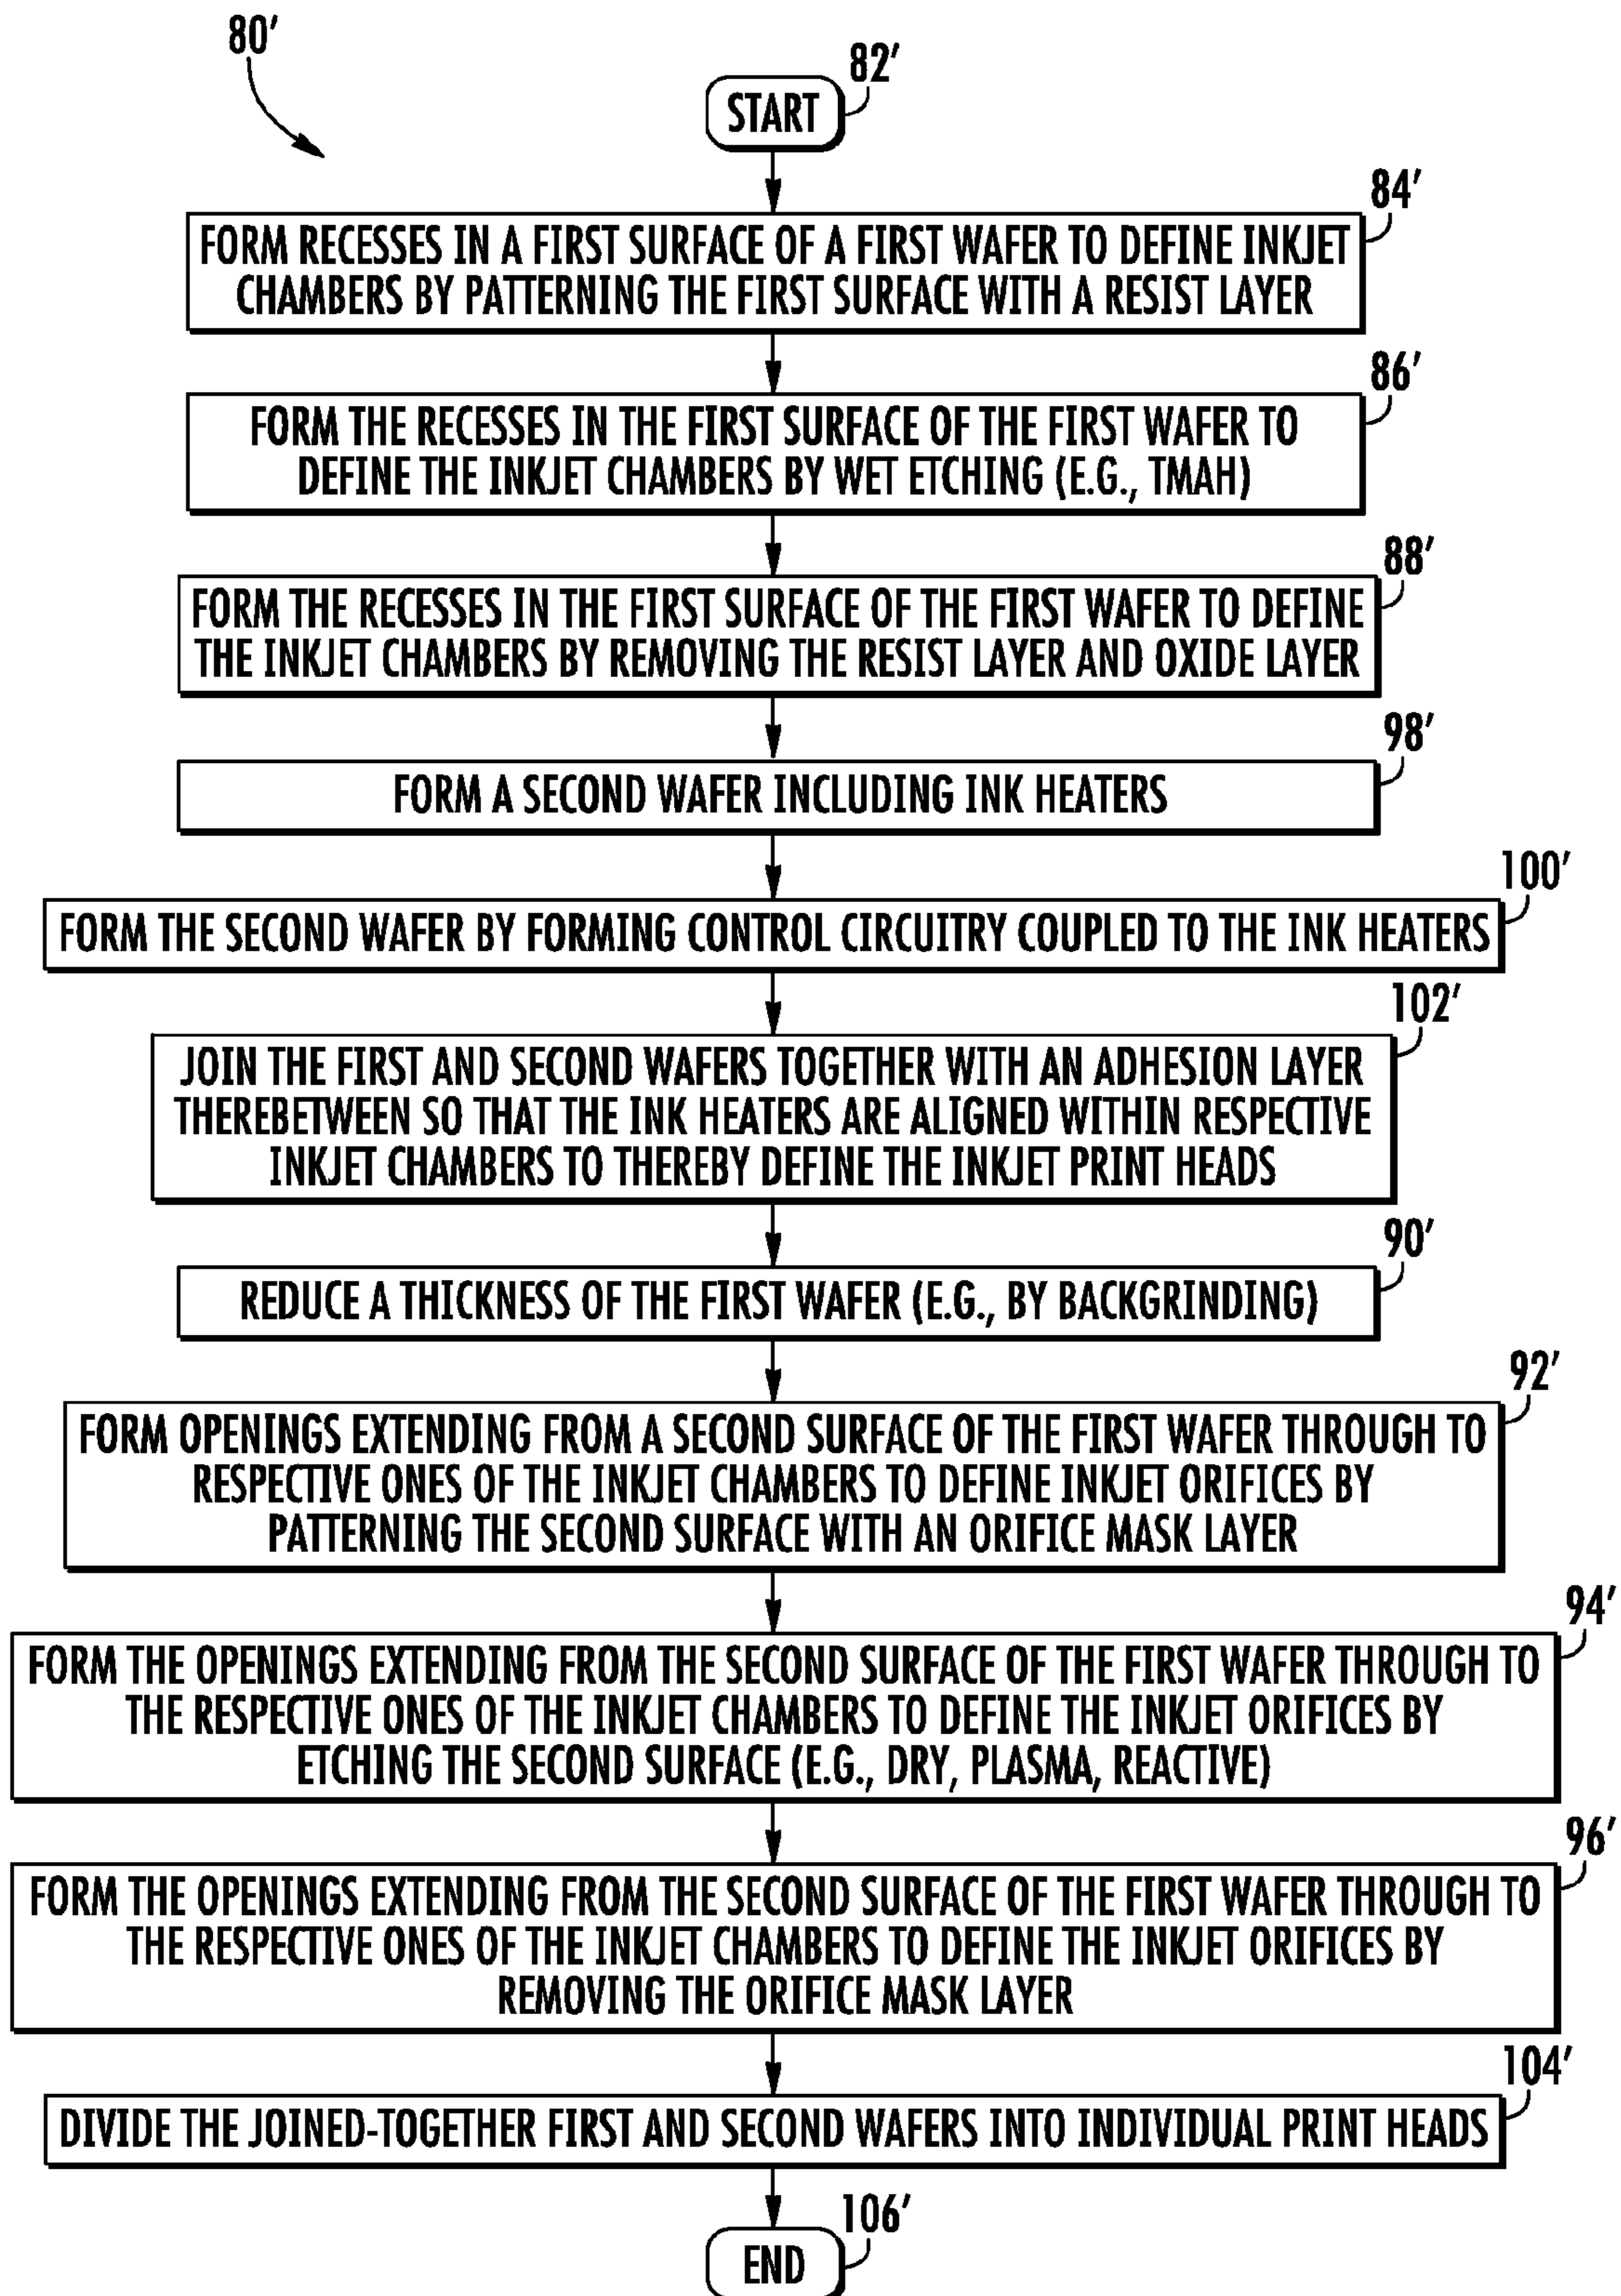 80′
82′
START
84′
FORM RECESSES IN A FIRST SURFACE OF A FIRST WAFER TO DEFINE INKJET
CHAMBERS BY PATTERNING THE FIRST SURFACE WITH A RESIST LAYER
86′
FORM THE RECESSES IN THE FIRST SURFACE OF THE FIRST WAFER TO
DEFINE THE INKJET CHAMBERS BY WET ETCHING (E.G., TMAH)
88′
FORM THE RECESSES IN THE FIRST SURFACE OF THE FIRST WAFER TO DEFINE
THE INKJET CHAMBERS BY REMOVING THE RESIST LAYER AND OXIDE LAYER
98′
FORM A SECOND WAFER INCLUDING INK HEATERS
100′
FORM THE SECOND WAFER BY FORMING CONTROL CIRCUITRY COUPLED TO THE INK HEATERS
102′
JOIN THE FIRST AND SECOND WAFERS TOGETHER WITH AN ADHESION LAYER
THEREBETWEEN SO THAT THE INK HEATERS ARE ALIGNED WITHIN RESPECTIVE
INKJET CHAMBERS TO THEREBY DEFINE THE INKJET PRINT HEADS
90′
REDUCE A THICKNESS OF THE FIRST WAFER (E.G., BY BACKGRINDING)
92′
FORM OPENINGS EXTENDING FROM A SECOND SURFACE OF THE FIRST WAFER THROUGH TO
RESPECTIVE ONES OF THE INKJET CHAMBERS TO DEFINE INKJET ORIFICES BY
PATTERNING THE SECOND SURFACE WITH AN ORIFICE MASK LAYER
94′
FORM THE OPENINGS EXTENDING FROM THE SECOND SURFACE OF THE FIRST WAFER THROUGH TO
THE RESPECTIVE ONES OF THE INKJET CHAMBERS TO DEFINE THE INKJET ORIFICES BY
ETCHING THE SECOND SURFACE (E.G., DRY, PLASMA, REACTIVE)
96′
FORM THE OPENINGS EXTENDING FROM THE SECOND SURFACE OF THE FIRST WAFER THROUGH TO
THE RESPECTIVE ONES OF THE INKJET CHAMBERS TO DEFINE THE INKJET ORIFICES BY
REMOVING THE ORIFICE MASK LAYER
104′
DIVIDE THE JOINED-TOGETHER FIRST AND SECOND WAFERS INTO INDIVIDUAL PRINT HEADS
106′
END